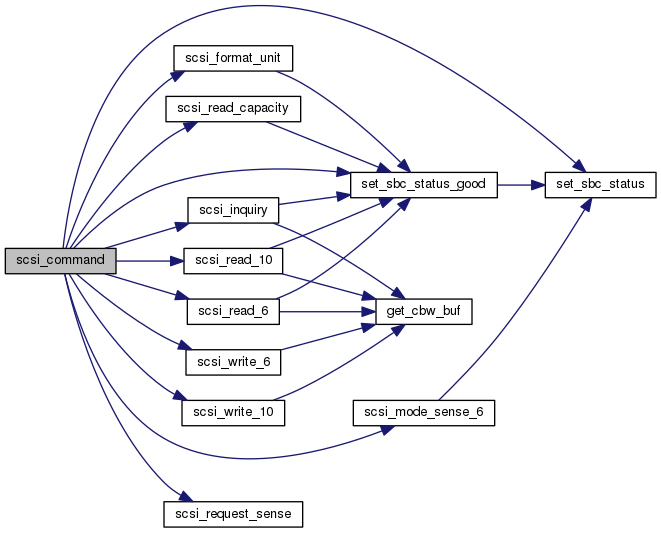 scsi_format_unit
scsi_read_capacity
set_sbc_status_good
set_sbc_status
scsi_inquiry
scsi_command
scsi_read_10
scsi_read_6
get_cbw_buf
scsi_write_6
scsi_write_10
scsi_mode_sense_6
scsi_request_sense